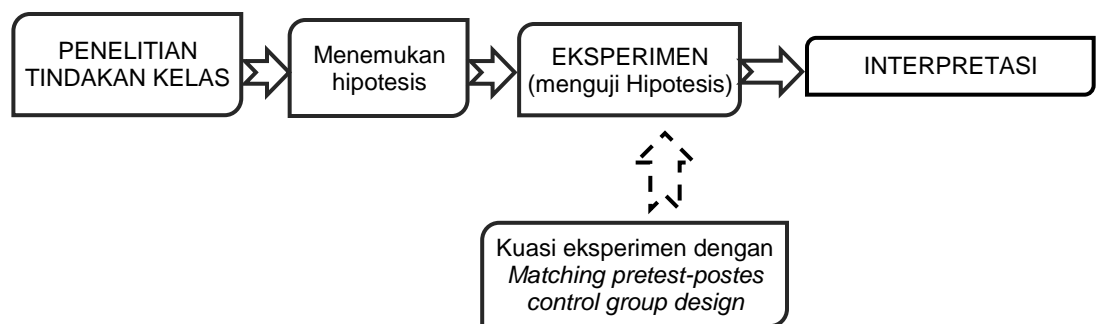 PENELITIAN
TINDAKAN KELAS
Menemukan
hipotesis
EKSPERIMEN
(menguji Hipotesis)
INTERPRETASI
Kuasi eksperimen dengan
Matching pretest-postes
control group design